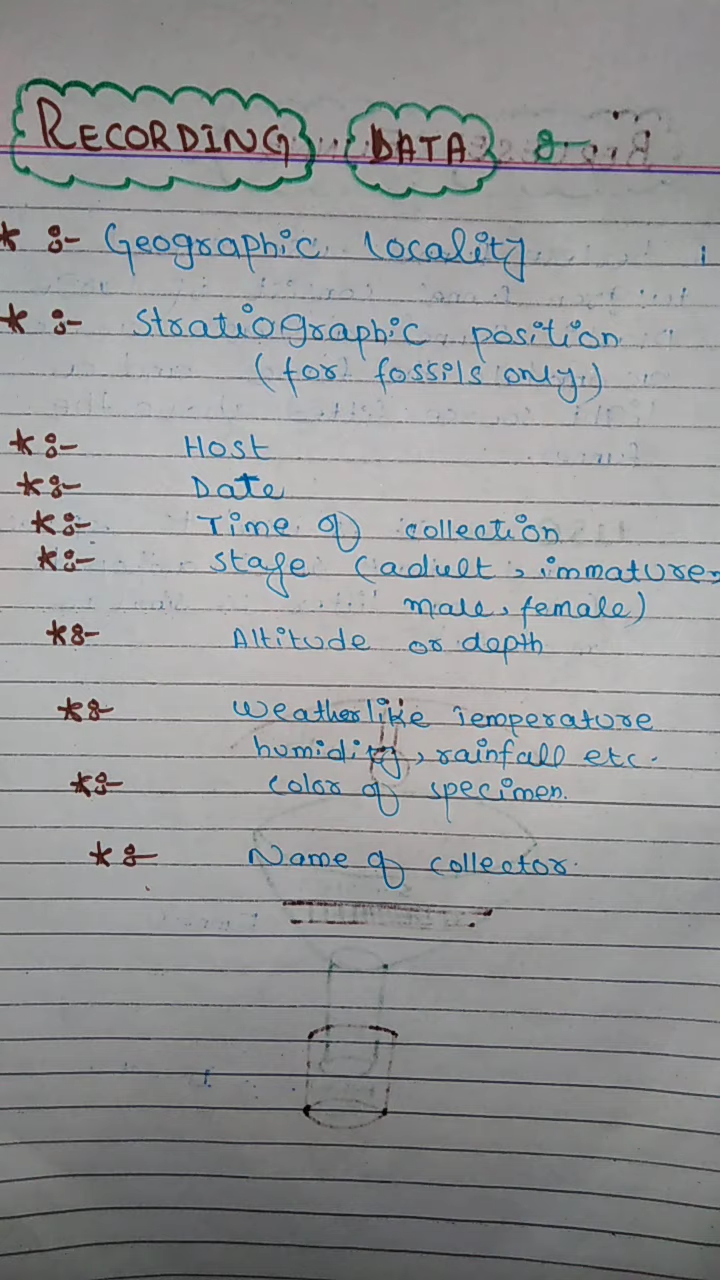 RECORDING DATA :-
* :- Geographic locality
* :- Stratiographic position
(for fossils only)
* :- Host
* :- Date
* :- Time of collection
* :- Stage (adult, immature,
male, female)
* :- Altitude or depth
* :- Weather like Temperature
humidity, rainfall etc.
* :- Color of specimen.
* :- Name of collector.